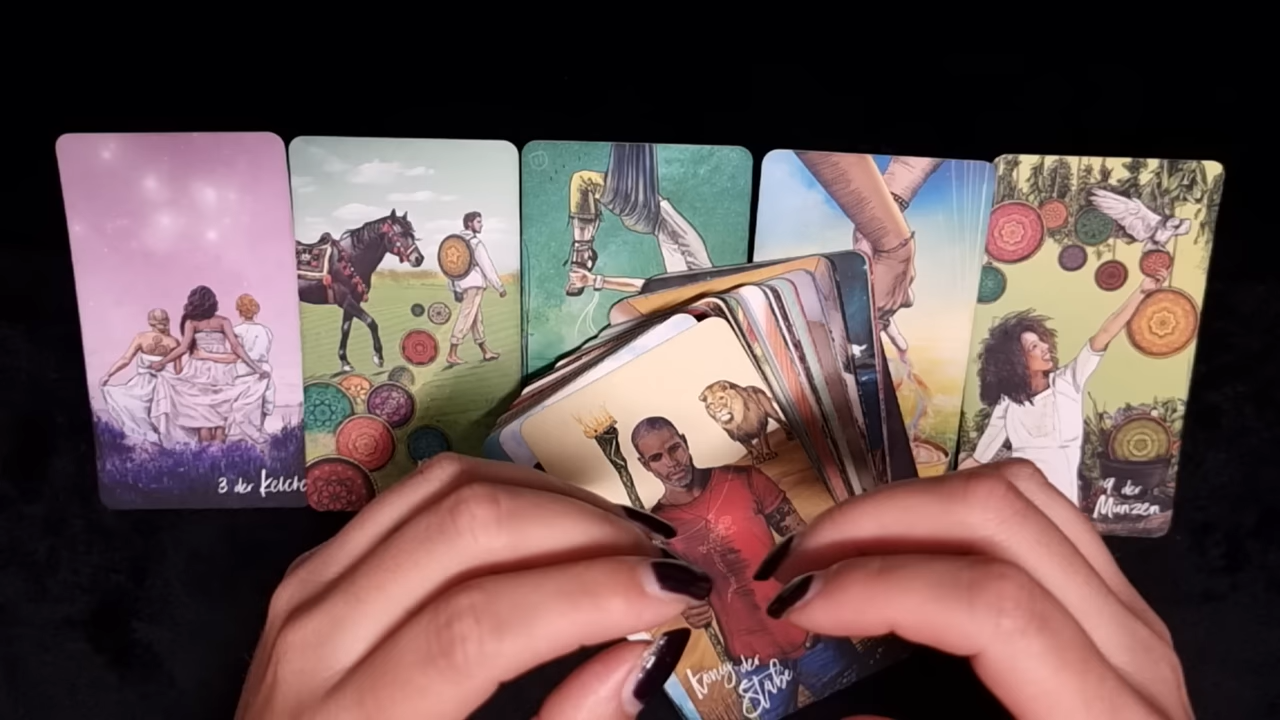 3 der Kelche
9 der
Münzen
König der
Stäbe